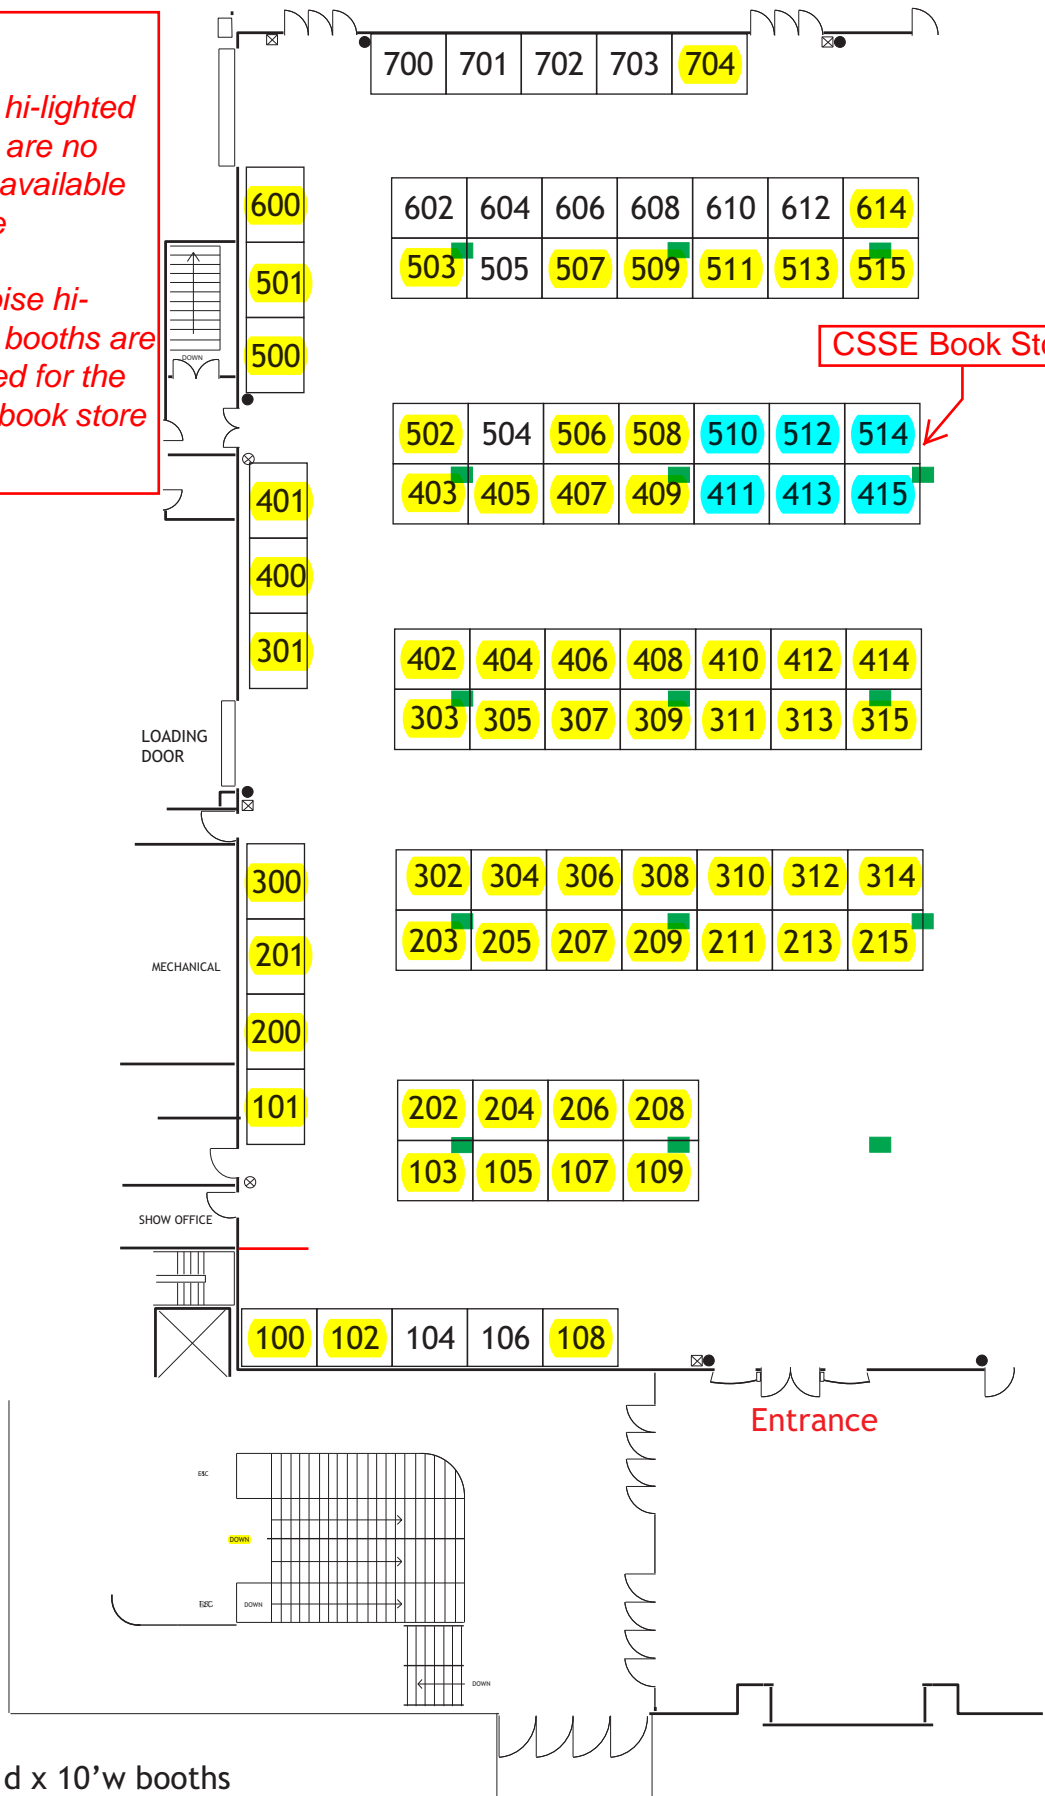 hi-lighted
are no
available
e
oise hi-
booths are
ed for the
book store
700 701 702 703 704
600
602 604 606 608 610 612 614
503 505 507 509 511 513 515
501
500
DOWN
CSSE Book Sto
502 504 506 508 510 512 514
403 405 407 409 411 413 415
401
400
301
402 404 406 408 410 412 414
303 305 307 309 311 313 315
LOADING
DOOR
302 304 306 308 310 312 314
203 205 207 209 211 213 215
300
201
MECHANICAL
200
101
202 204 206 208
103 105 107 109
SHOW OFFICE
100 102 104 106 108
Entrance
ESC
DOWN
DOWN
DOWN
d x 10’w booths